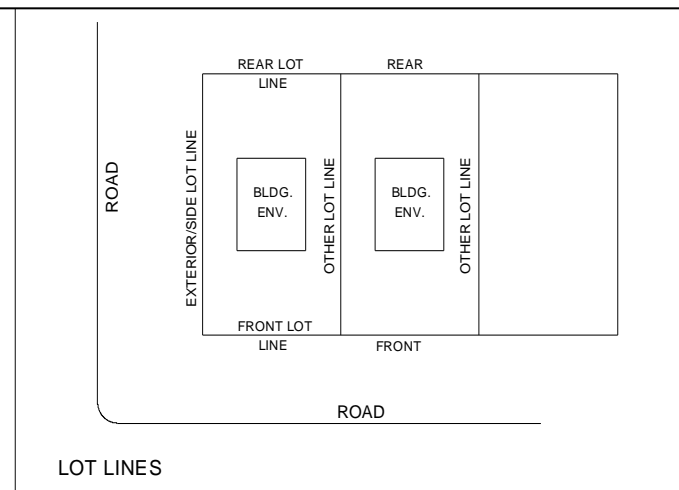 REAR LOT
LINE
REAR
ROAD
EXTERIOR/SIDE LOT LINE
BLDG.
ENV.
OTHER LOT LINE
BLDG.
ENV.
OTHER LOT LINE
FRONT LOT
LINE
FRONT
ROAD
LOT LINES